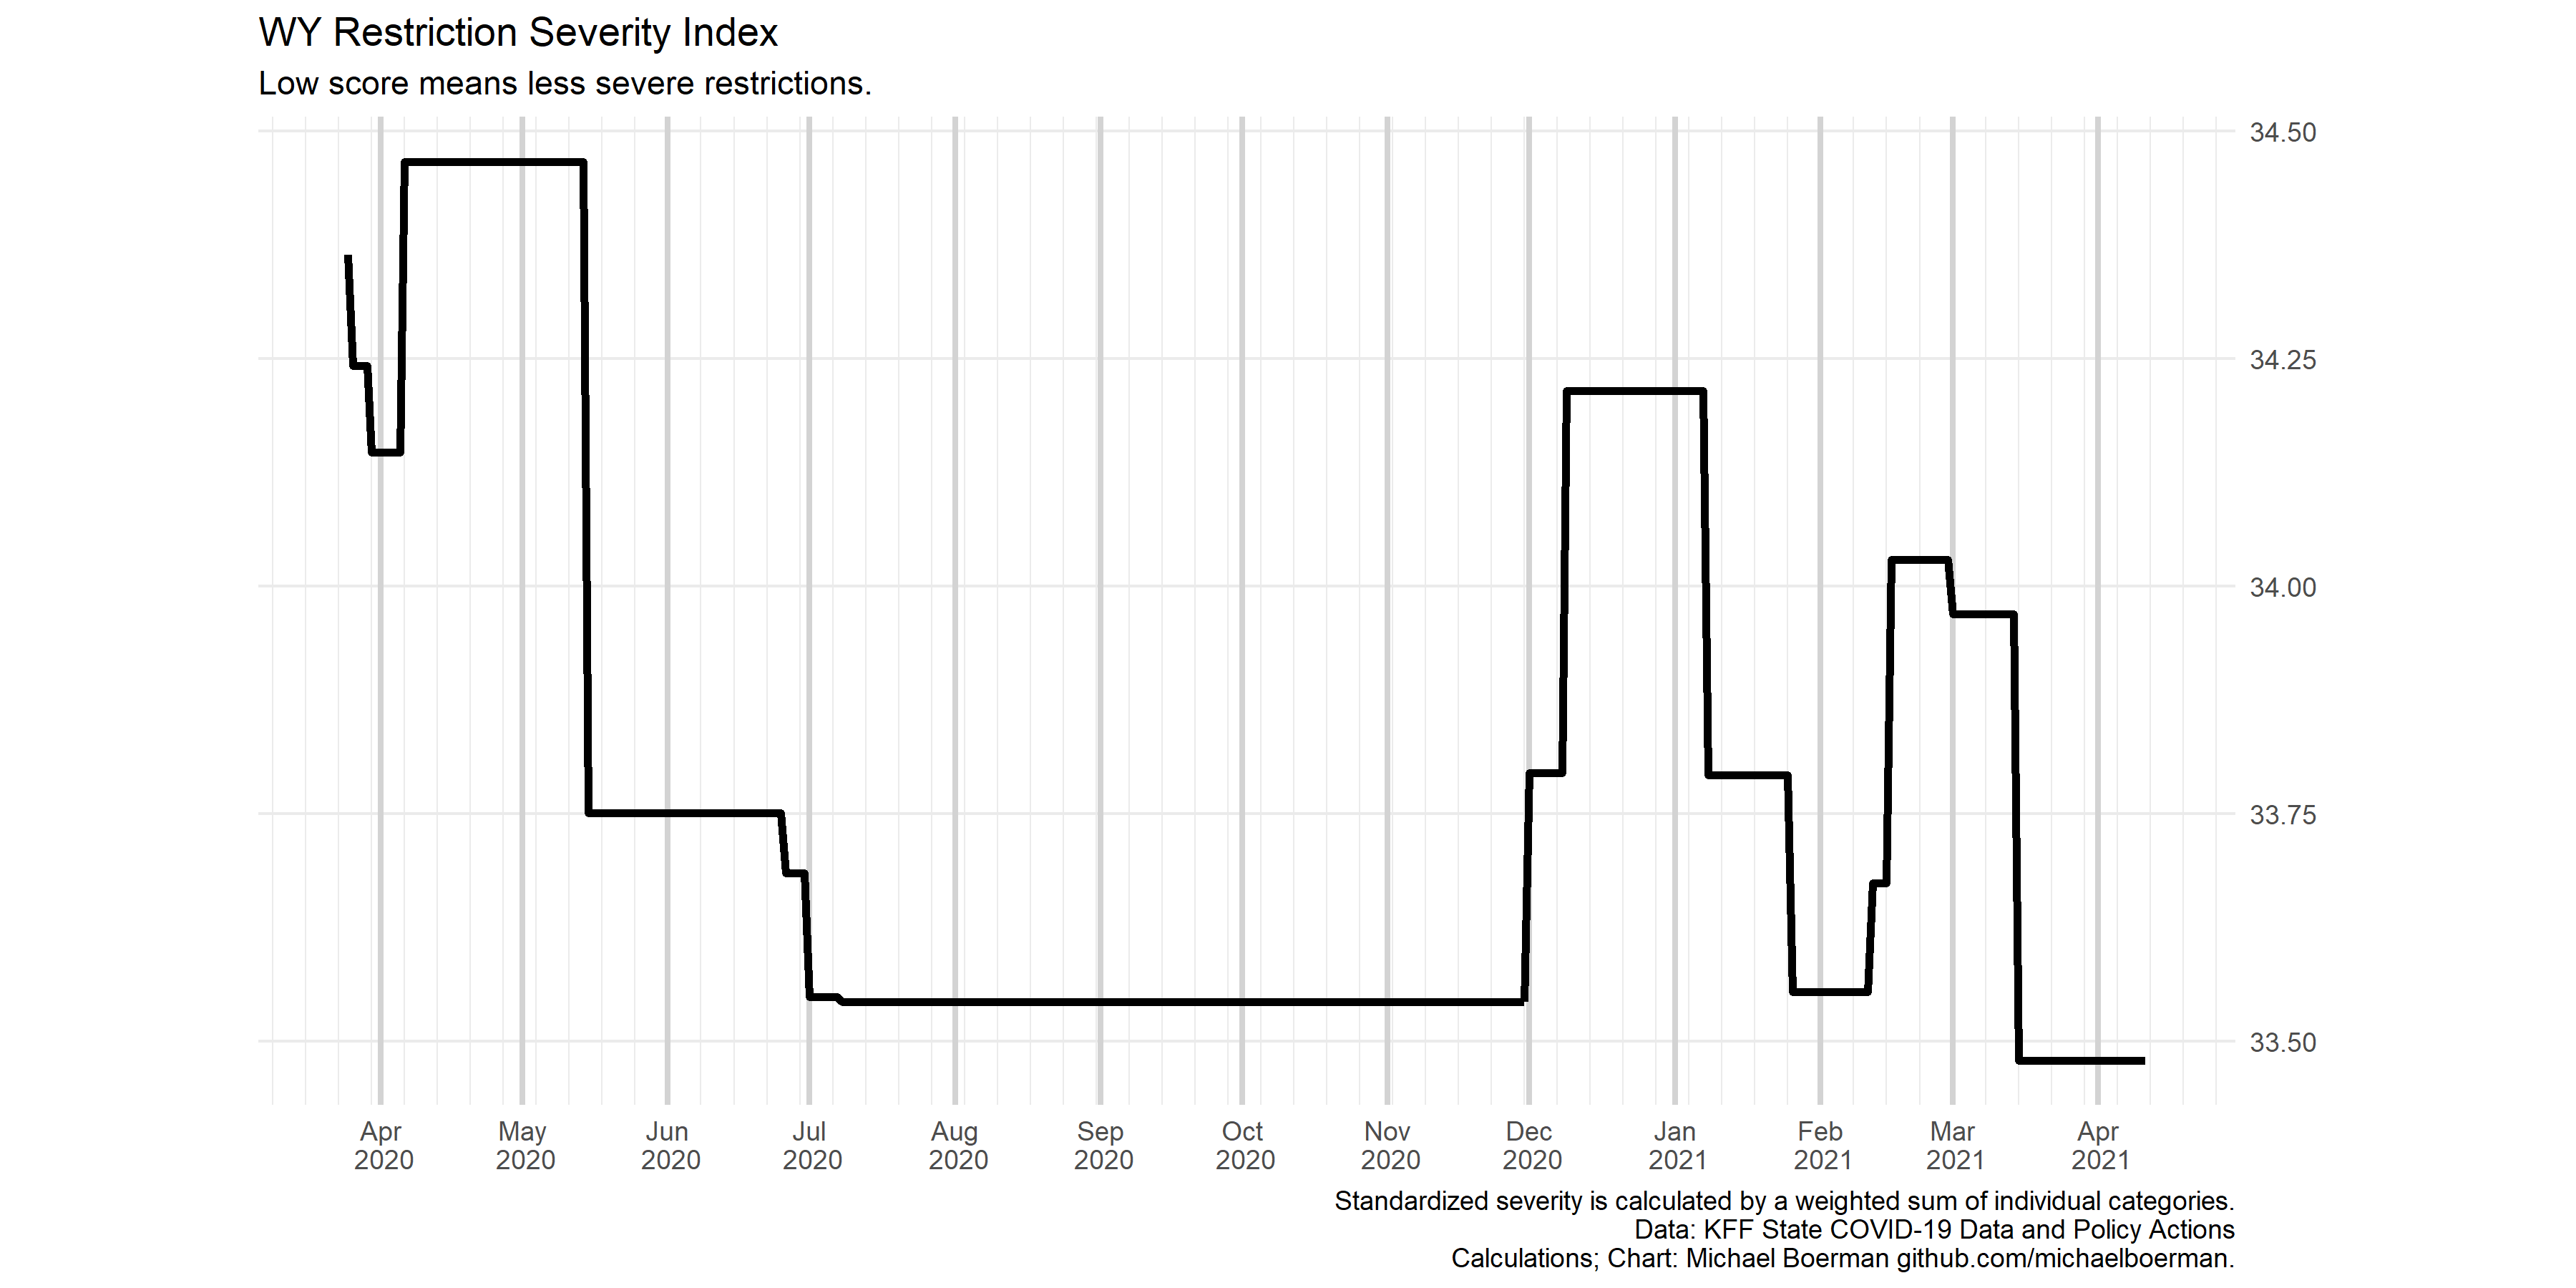 WY Restriction Severity Index
Low score means less severe restrictions.
34.50
34.25
34.00
33.75
33.50
Apr May Jun Jul Aug Sep Oct Nov Dec Jan Feb Mar Apr
2020 2020 2020 2020 2020 2020 2020 2020 2020 2021 2021 2021 2021
Standardized severity is calculated by a weighted sum of individual categories.
Data: KFF State COVID-19 Data and Policy Actions
Calculations; Chart: Michael Boerman github.com/michaelboerman.